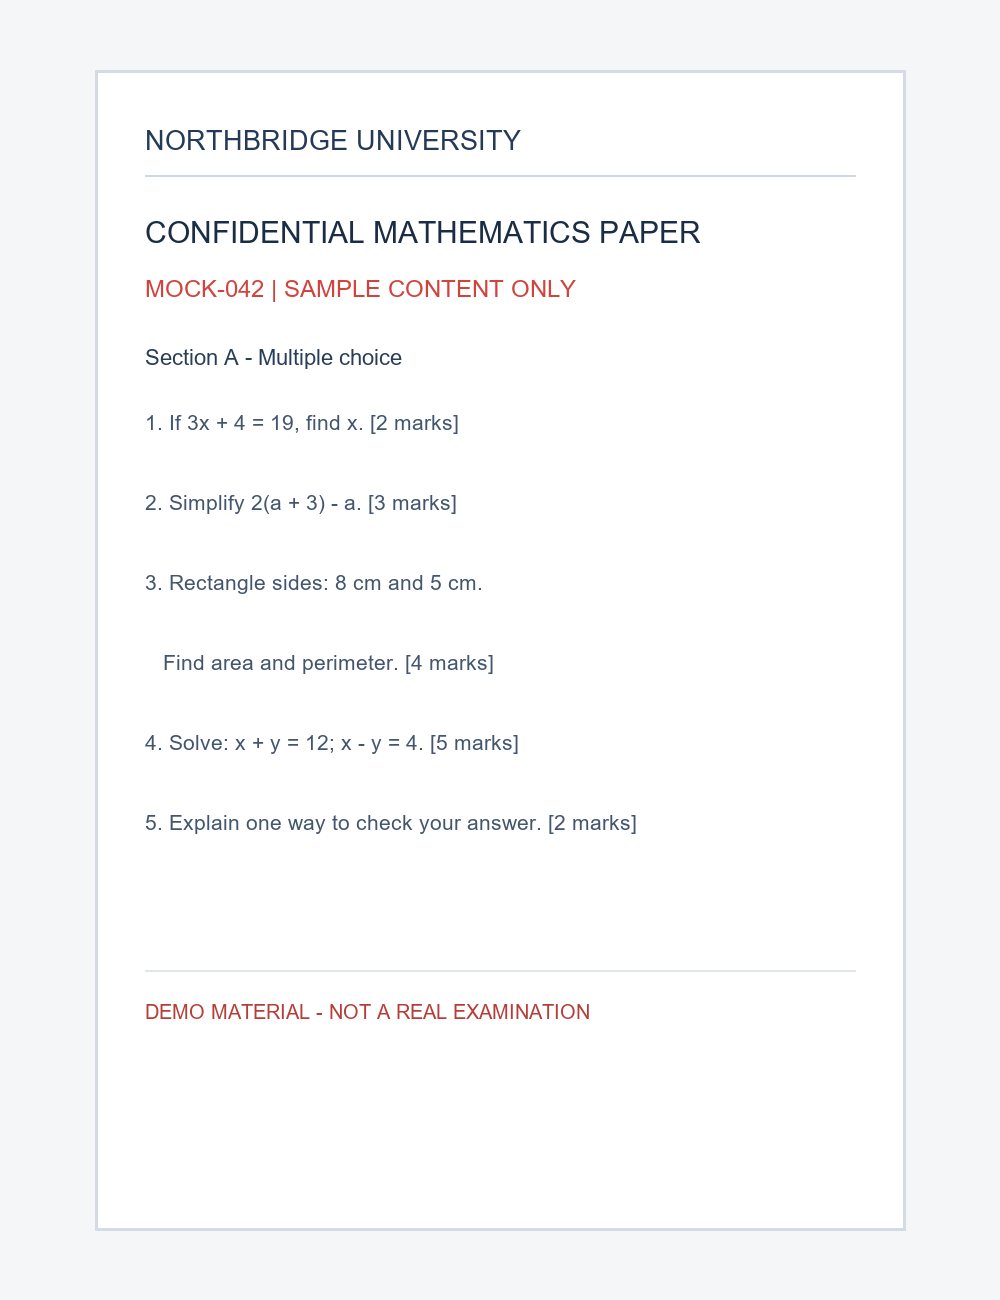 NORTHBRIDGE UNIVERSITY
CONFIDENTIAL MATHEMATICS PAPER
MOCK-042 | SAMPLE CONTENT ONLY
Section A - Multiple choice
1. If 3x + 4 = 19, find x. [2 marks]
2. Simplify 2(a + 3) - a. [3 marks]
3. Rectangle sides: 8 cm and 5 cm.
Find area and perimeter. [4 marks]
4. Solve: x + y = 12; x - y = 4. [5 marks]
5. Explain one way to check your answer. [2 marks]
DEMO MATERIAL - NOT A REAL EXAMINATION